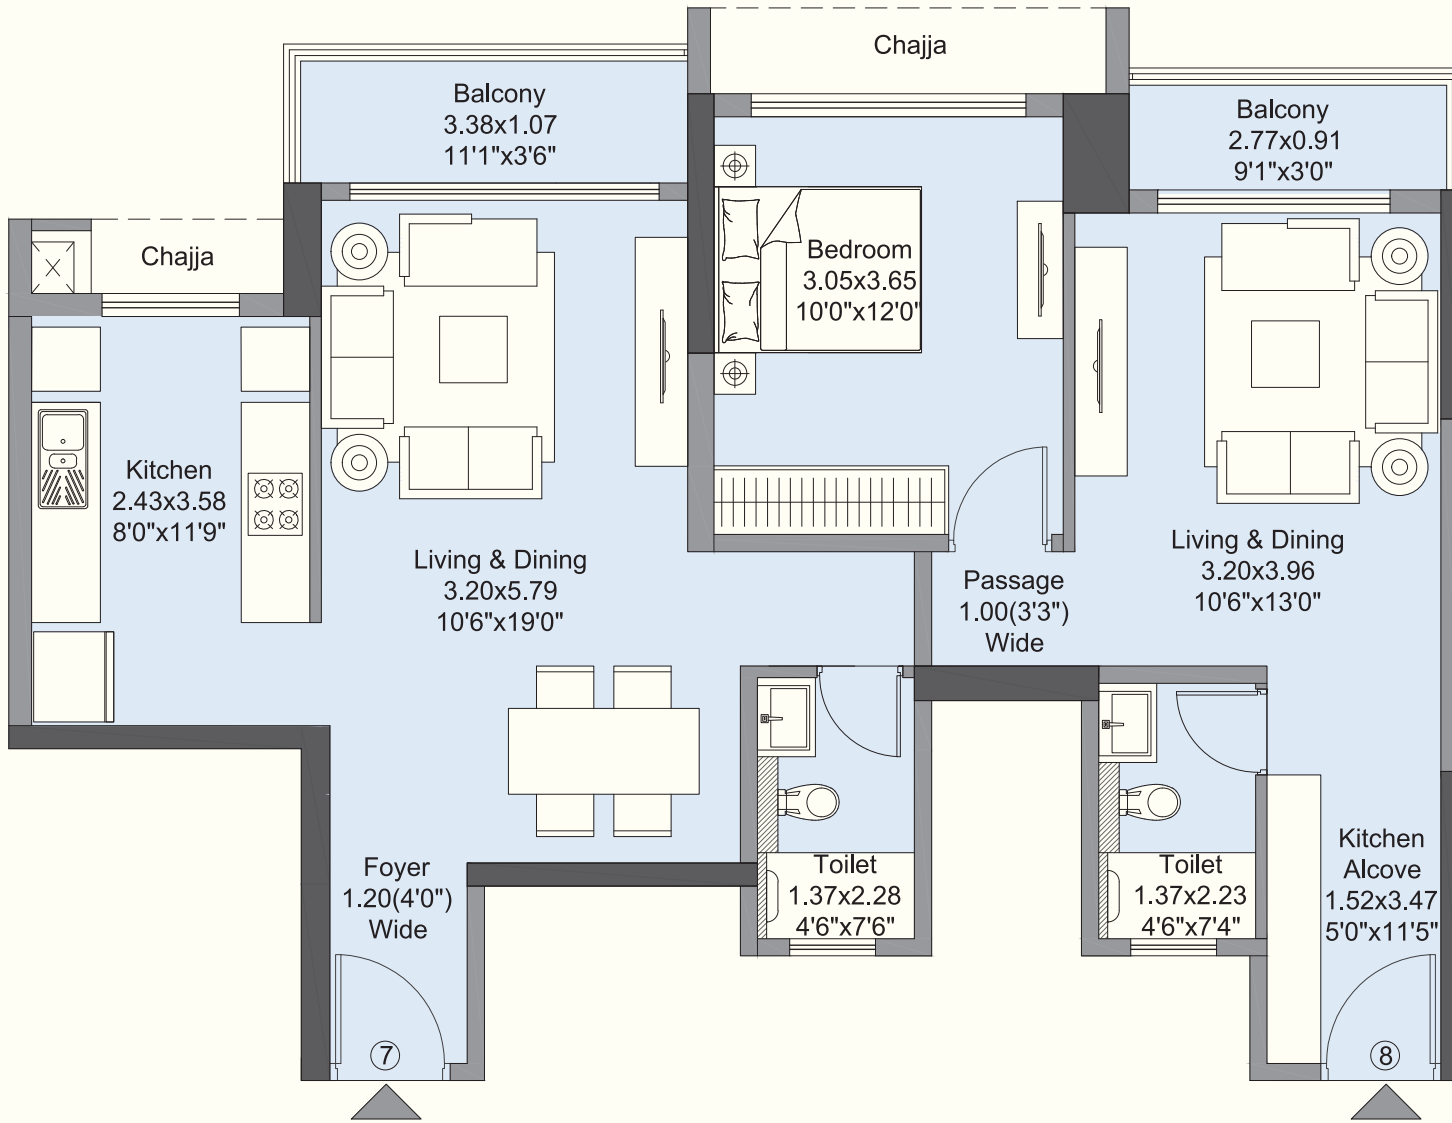 Chajja
Balcony
3.38x1.07
11'1"x3'6"
Balcony
2.77x0.91
9'1"x3'0"
Chajja
Bedroom
3.05x3.65
10'0"x12'0"
Kitchen
2.43x3.58
8'0"x11'9"
Living & Dining
3.20x5.79
10'6"x19'0"
Passage
1.00(3'3")
Wide
Living & Dining
3.20x3.96
10'6"x13'0"
Foyer
1.20(4'0")
Wide
Toilet
1.37x2.28
4'6"x7'6"
Toilet
1.37x2.23
4'6"x7'4"
Kitchen
Alcove
1.52x3.47
5'0"x11'5"
7
8